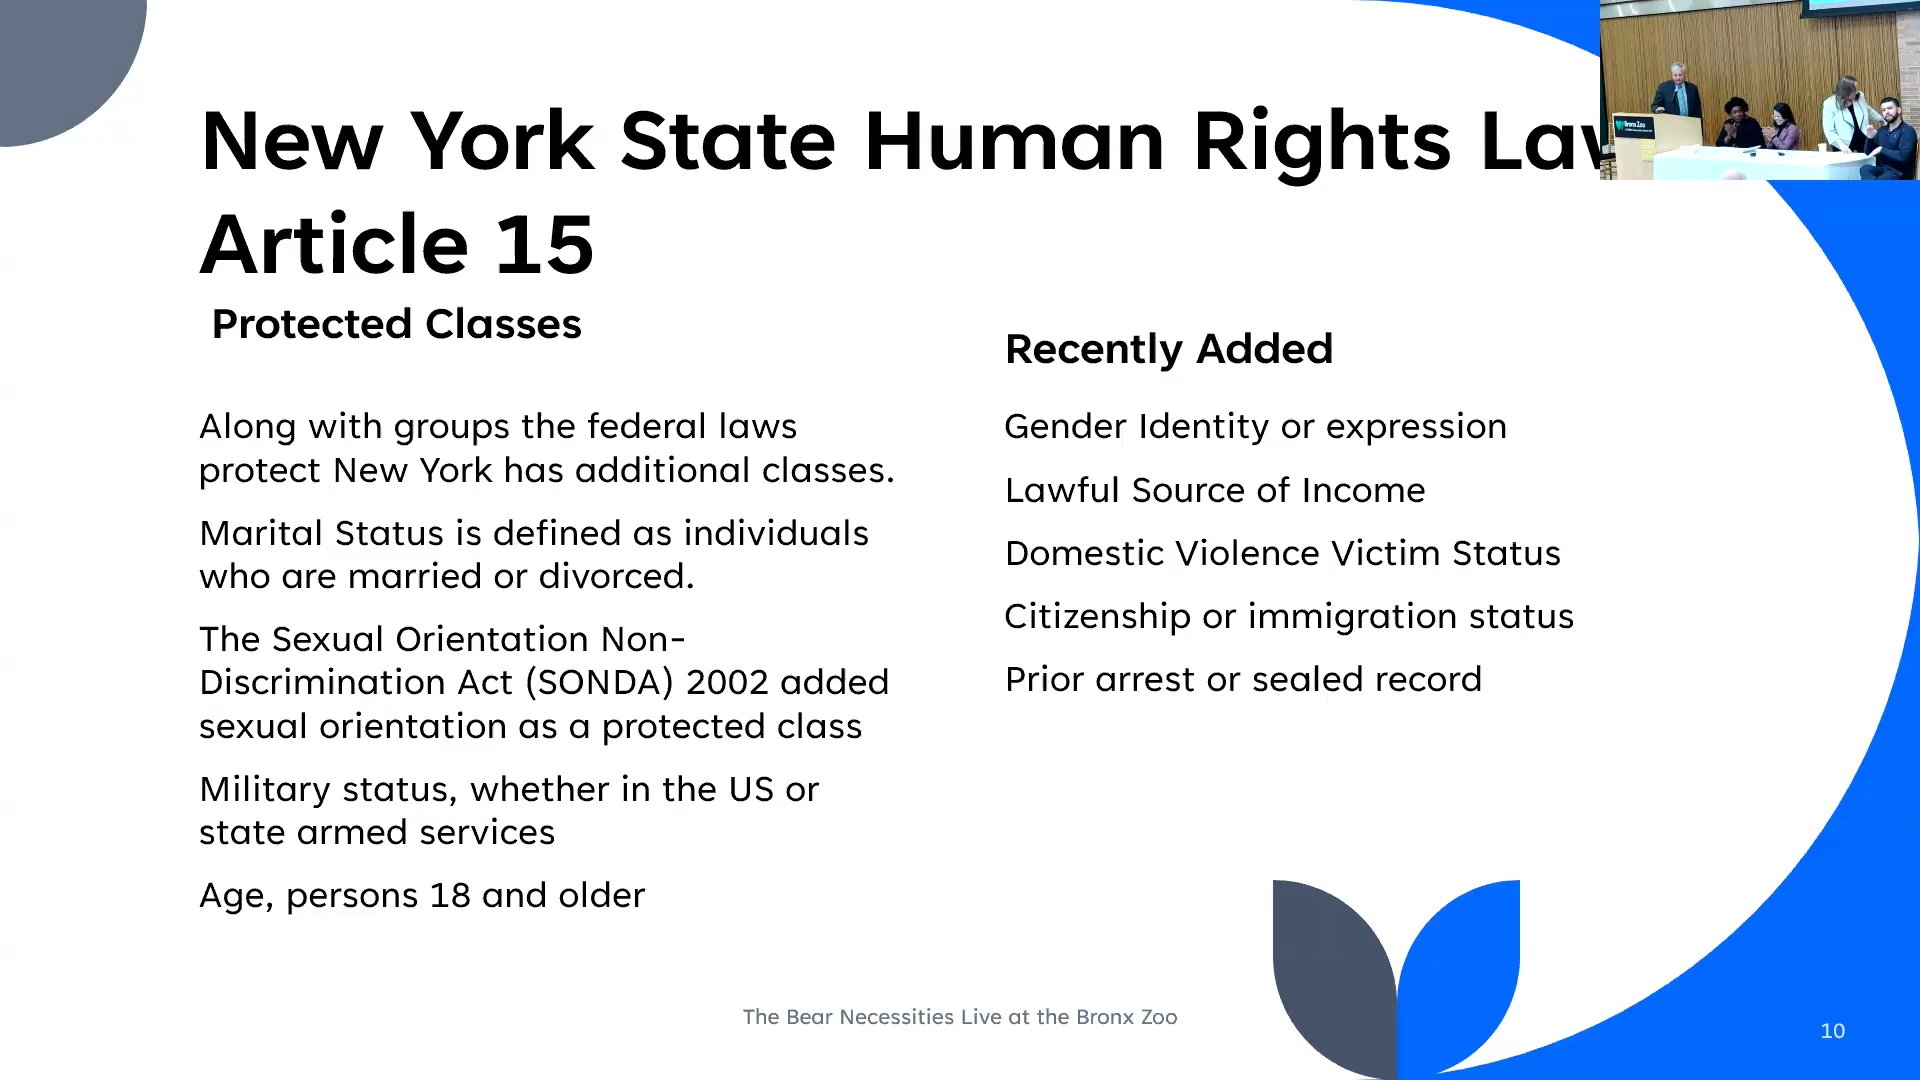 New York State Human Rights La
Article 15
Protected Classes
Along with groups the federal laws
protect New York has additional classes.
Marital Status is defined as individuals
who are married or divorced.
The Sexual Orientation Non-
Discrimination Act (SONDA) 2002 added
sexual orientation as a protected class
Military status, whether in the US or
state armed services
Age, persons 18 and older
Recently Added
Gender Identity or expression
Lawful Source of Income
Domestic Violence Victim Status
Citizenship or immigration status
Prior arrest or sealed record
Bronx Zoo
The Bear Necessities Live at the Bronx Zoo
10